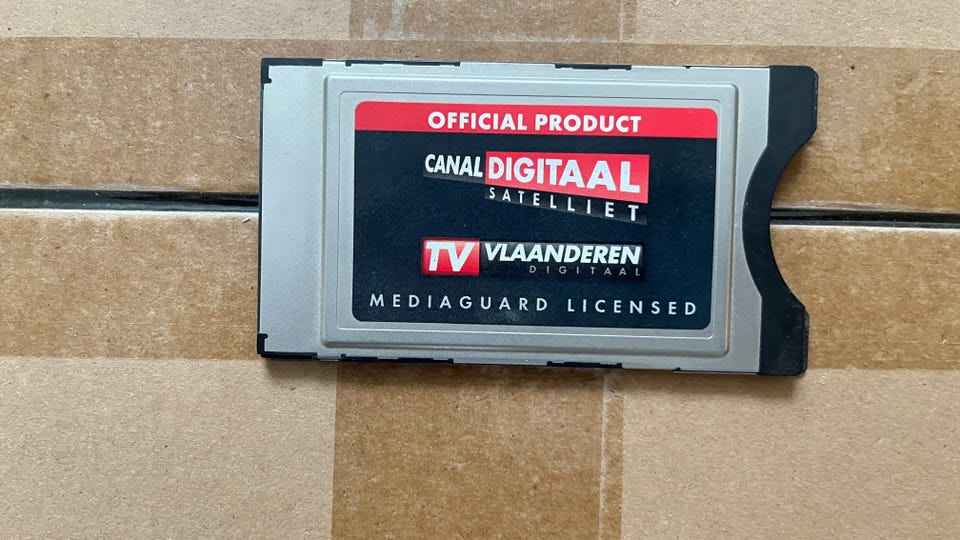 OFFICIAL PRODUCT
CANAL DIGITAAL
SATELLIET
TV VLAANDEREN
DIGITAAL
MEDIAGUARD LICENSED